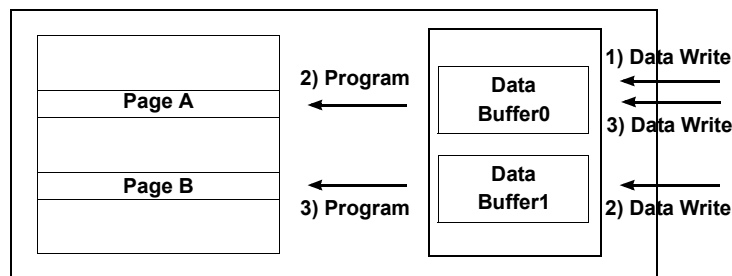 1) Data Write
2) Program
Data
Buffer0
Page A
3) Data Write
Page B
3) Program
Data
Buffer1
2) Data Write